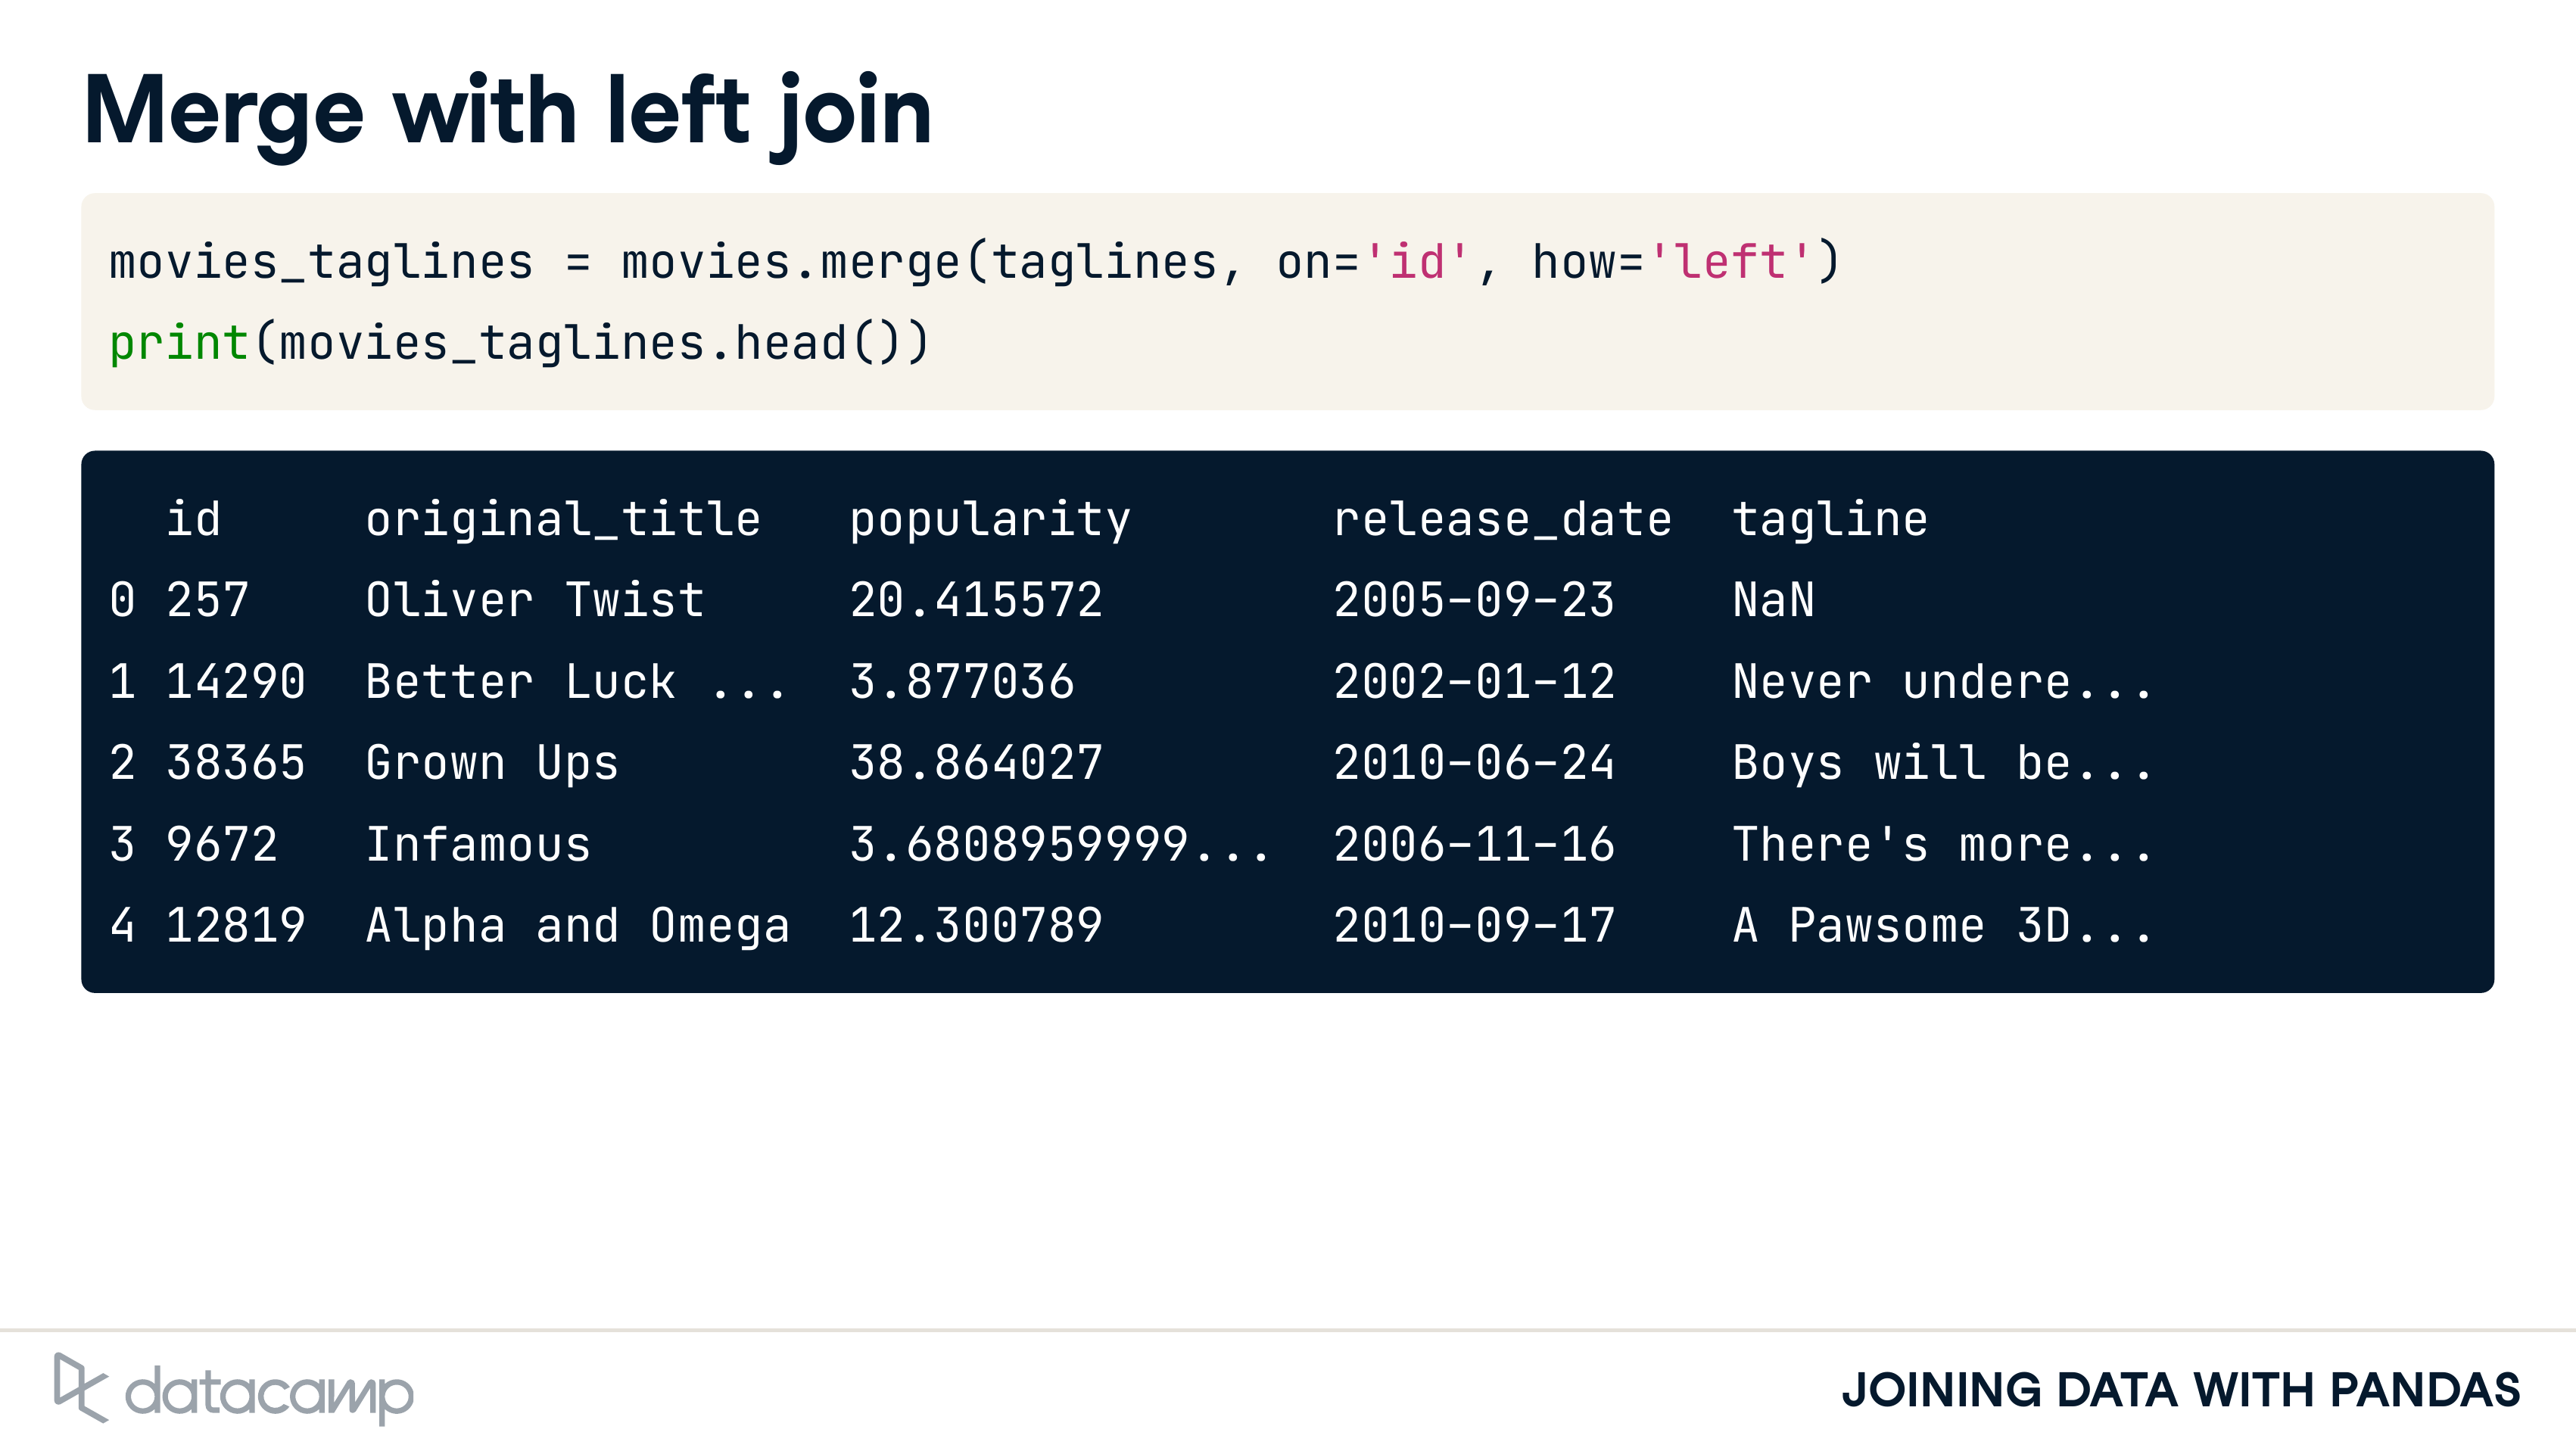 Merge with left join
movies_taglines = movies.merge(taglines, on='id', how='left')
print(movies_taglines.head())
id original_title popularity release_date tagline
0 257 Oliver Twist 20.415572 2005-09-23 NaN
1 14290 Better Luck ... 3.877036 2002-01-12 Never undere...
2 38365 Grown Ups 38.864027 2010-06-24 Boys will be...
3 9672 Infamous 3.6808959999... 2006-11-16 There's more...
4 12819 Alpha and Omega 12.300789 2010-09-17 A Pawsome 3D...
datacamp
JOINING DATA WITH PANDAS